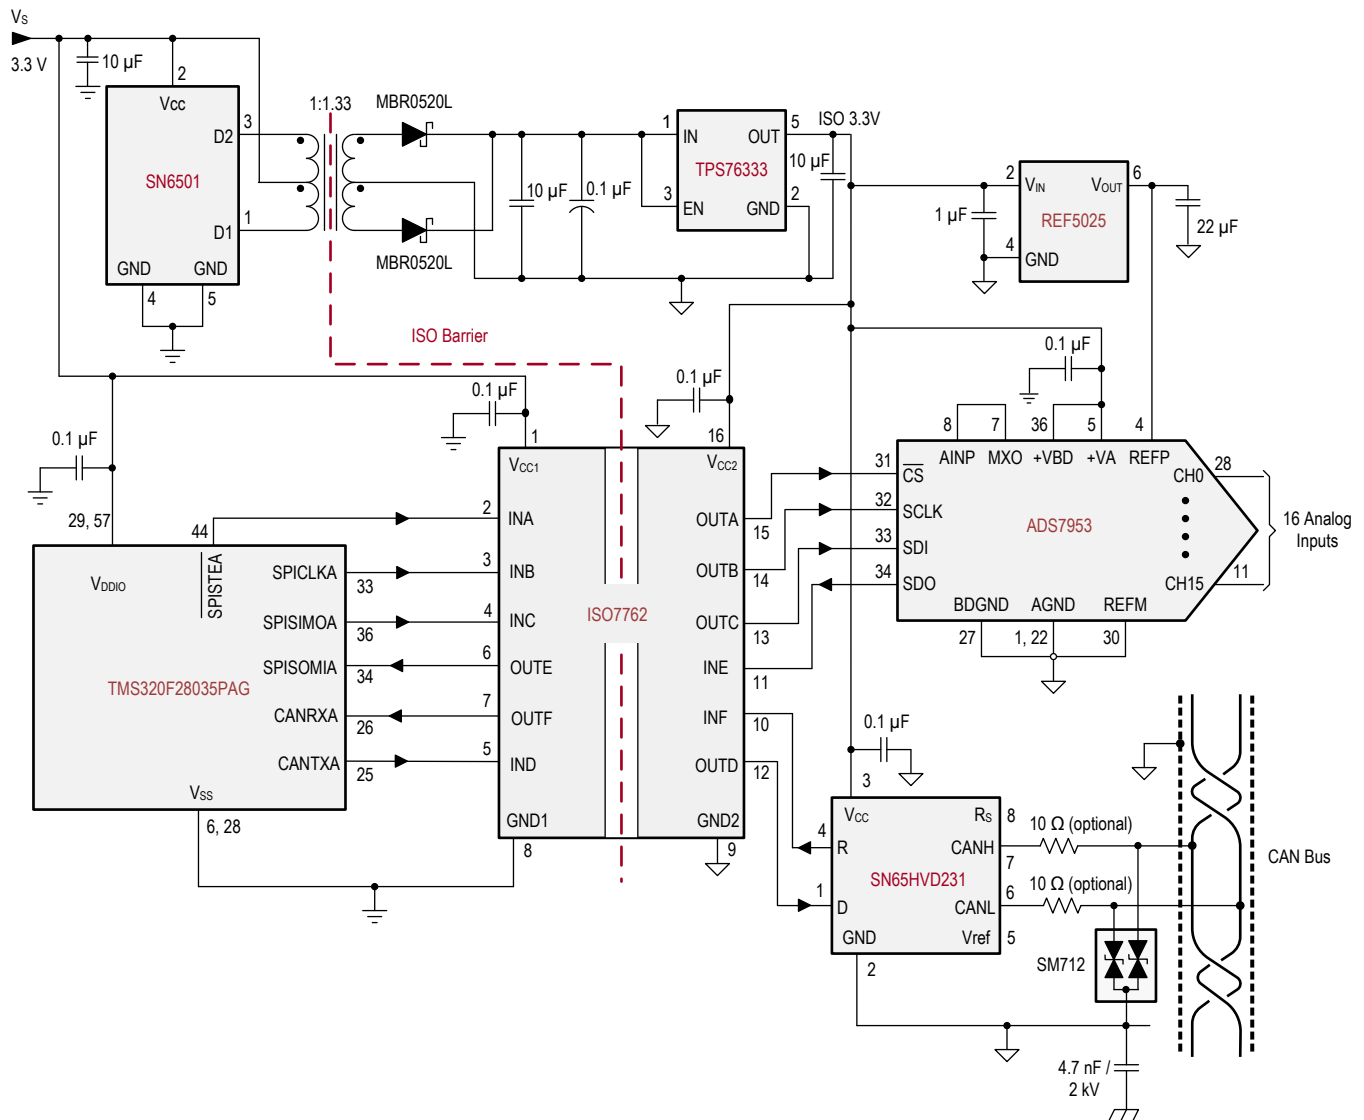 VS
3.3 V
10 µF
2
Vcc
D2
3
SN6501
D1
1
GND
GND
4
5
1:1.33
MBR0520L
MBR0520L
10 µF
0.1 µF
1
IN
OUT
5
TPS76333
3
EN
GND
2
ISO 3.3V
10 µF
2
VIN
VOUT
6
REF5025
1 µF
4
GND
22 µF
ISO Barrier
0.1 µF
0.1 µF
0.1 µF
0.1 µF
29, 57
44
VDDIO
SPISTEA
SPICLKA
33
SPISIMOA
36
SPISOMIA
34
TMS320F28035PAG
CANRXA
26
CANTXA
25
VSS
6, 28
1
VCC1
2
INA
3
INB
4
INC
6
OUTE
7
OUTF
5
IND
GND1
8
ISO7762
16
VCC2
OUTA
15
OUTB
14
OUTC
13
INE
11
INF
10
OUTD
12
GND2
9
8
7
36
5
4
AINP
MXO
+VBD
+VA
REFP
31
CS
32
SCLK
33
SDI
34
SDO
ADS7953
28
CH0
CH15
11
16 Analog
Inputs
BDGND
AGND
REFM
27
1, 22
30
0.1 µF
3
VCC
RS
8
4
R
CANH
7
SN65HVD231
1
D
CANL
6
GND
Vref
5
2
10 Ω (optional)
10 Ω (optional)
SM712
CAN Bus
4.7 nF /
2 kV